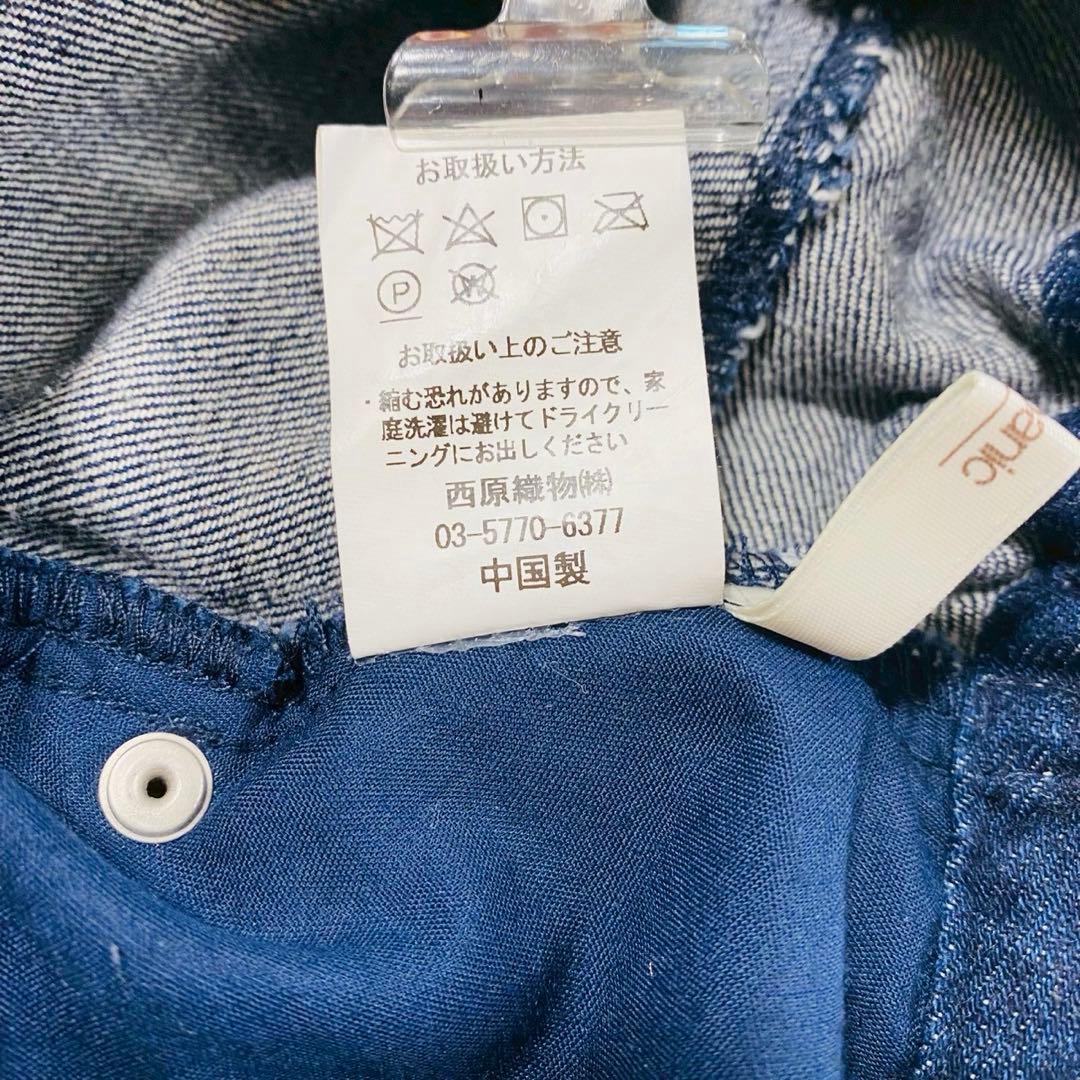 お取扱い方法
P
W
お取扱い上のご注意
・縮む恐れがありますので、家
庭洗濯は避けてドライクリー
ニングにお出しください
西原織物㈱
03-5770-6377
中国製
anic